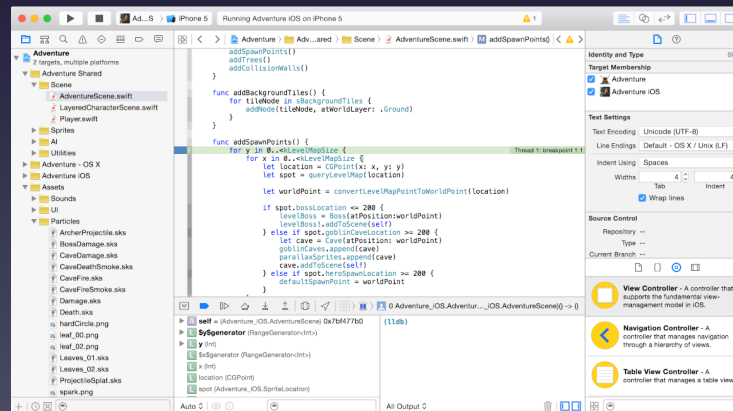 Ad...S
iPhone 5
Running Adventure iOS on iPhone 5
1
Adventure
2 targets, multiple platforms
Adventure Shared
Scene
AdventureScene.swift
LayeredCharacterScene.swift
Player.swift
Sprites
AI
Utilities
Adventure - OS X
Adventure iOS
Assets
Sounds
UI
Particles
ArcherProjectile.sks
BossDamage.sks
CaveDamage.sks
CaveDeathSmoke.sks
CaveFire.sks
CaveFireSmoke.sks
Damage.sks
Death.sks
hardCircle.png
leaf_00.png
leaf_02.png
Leaves_01.sks
Leaves_02.sks
ProjectileSplat.sks
spark.png
Adventure
Adv...ared
Scene
AdventureScene.swift
M addSpawnPoints()
addSpawnPoints()
addTrees()
addCollisionWalls()
}
func addBackgroundTiles() {
for tileNode in sBackgroundTiles {
addNode(tileNode, atWorldLayer: .Ground)
}
}
func addSpawnPoints() {
for y in 0..<kLevelMapSize {
Thread 1: breakpoint 1.1
for x in 0..<kLevelMapSize {
let location = CGPoint(x: x, y: y)
let spot = queryLevelMap(location)
let worldPoint = convertLevelMapPointToWorldPoint(location)
if spot.bossLocation <= 200 {
levelBoss = Boss(atPosition:worldPoint)
levelBoss!.addToScene(self)
} else if spot.goblinCaveLocation >= 200 {
let cave = Cave(atPosition: worldPoint)
goblinCaves.append(cave)
parallaxSprites.append(cave)
cave.addToScene(self)
} else if spot.heroSpawnLocation >= 200 {
defaultSpawnPoint = worldPoint
}
0 Adventure_iOS.Adventur..._iOS.AdventureScene)() -> ()
A self = (Adventure_iOS.AdventureScene) 0x7bf477b0
L $y$generator (RangeGenerator<Int>)
L y (Int)
L $x$generator (RangeGenerator<Int>)
L x (Int)
L location (CGPoint)
L spot (Adventure_iOS.SpriteLocation)
Auto
(lldb)
All Output
Identity and Type
Target Membership
Adventure
Adventure iOS
Text Settings
Text Encoding Unicode (UTF-8)
Line Endings Default - OS X / Unix (LF)
Indent Using Spaces
Widths 4 4
Tab Indent
Wrap lines
Source Control
Repository --
Type --
Current Branch --
View Controller - A controller that
supports the fundamental view-
management model in iOS.
Navigation Controller - A
controller that manages navigation
through a hierarchy of views.
Table View Controller - A
controller that manages a table view